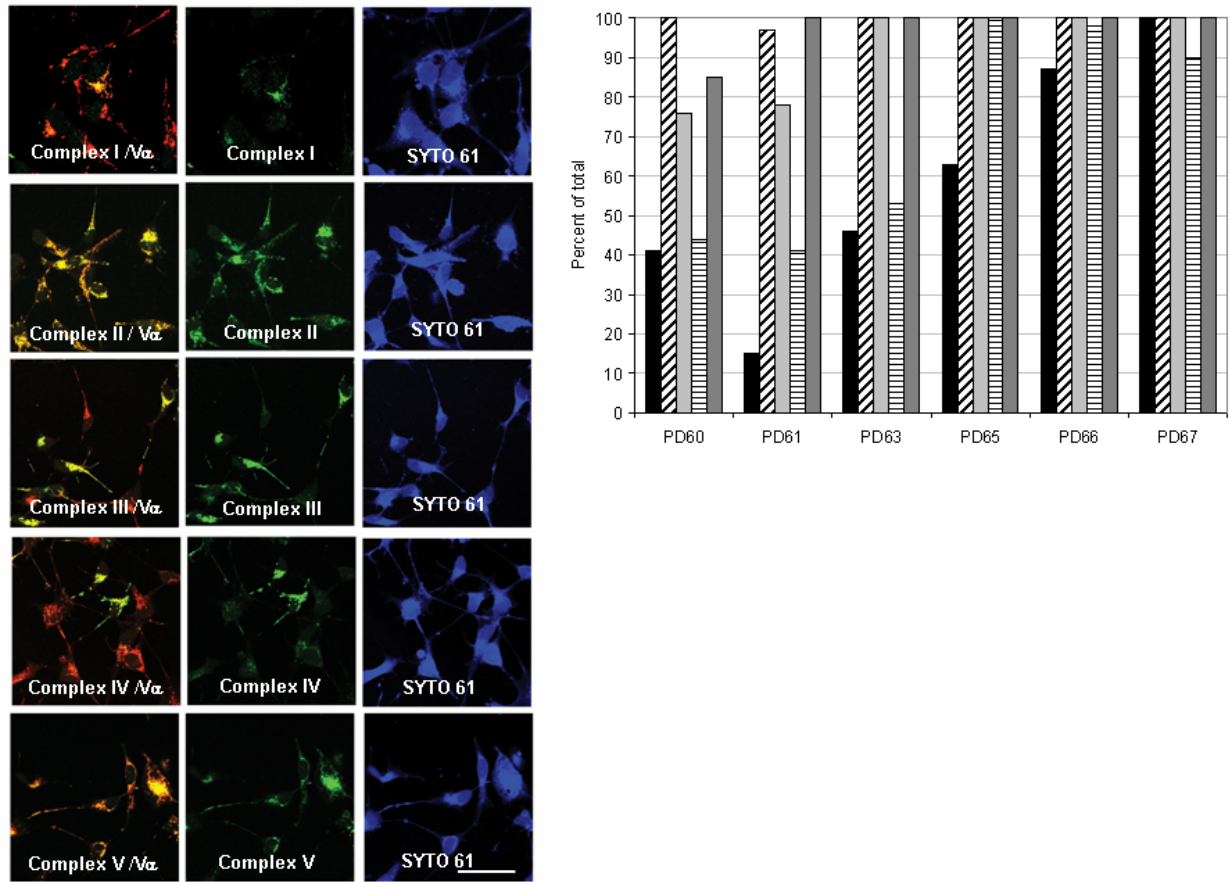 Complex I /Vα
Complex I
SYTO 61
Complex II / Vα
Complex II
SYTO 61
Complex III /Vα
Complex III
SYTO 61
Complex IV /Vα
Complex IV
SYTO 61
Complex V /Vα
Complex V
SYTO 61
Percent of total
100
90
80
70
60
50
40
30
20
10
0
PD60 PD61 PD63 PD65 PD66 PD67